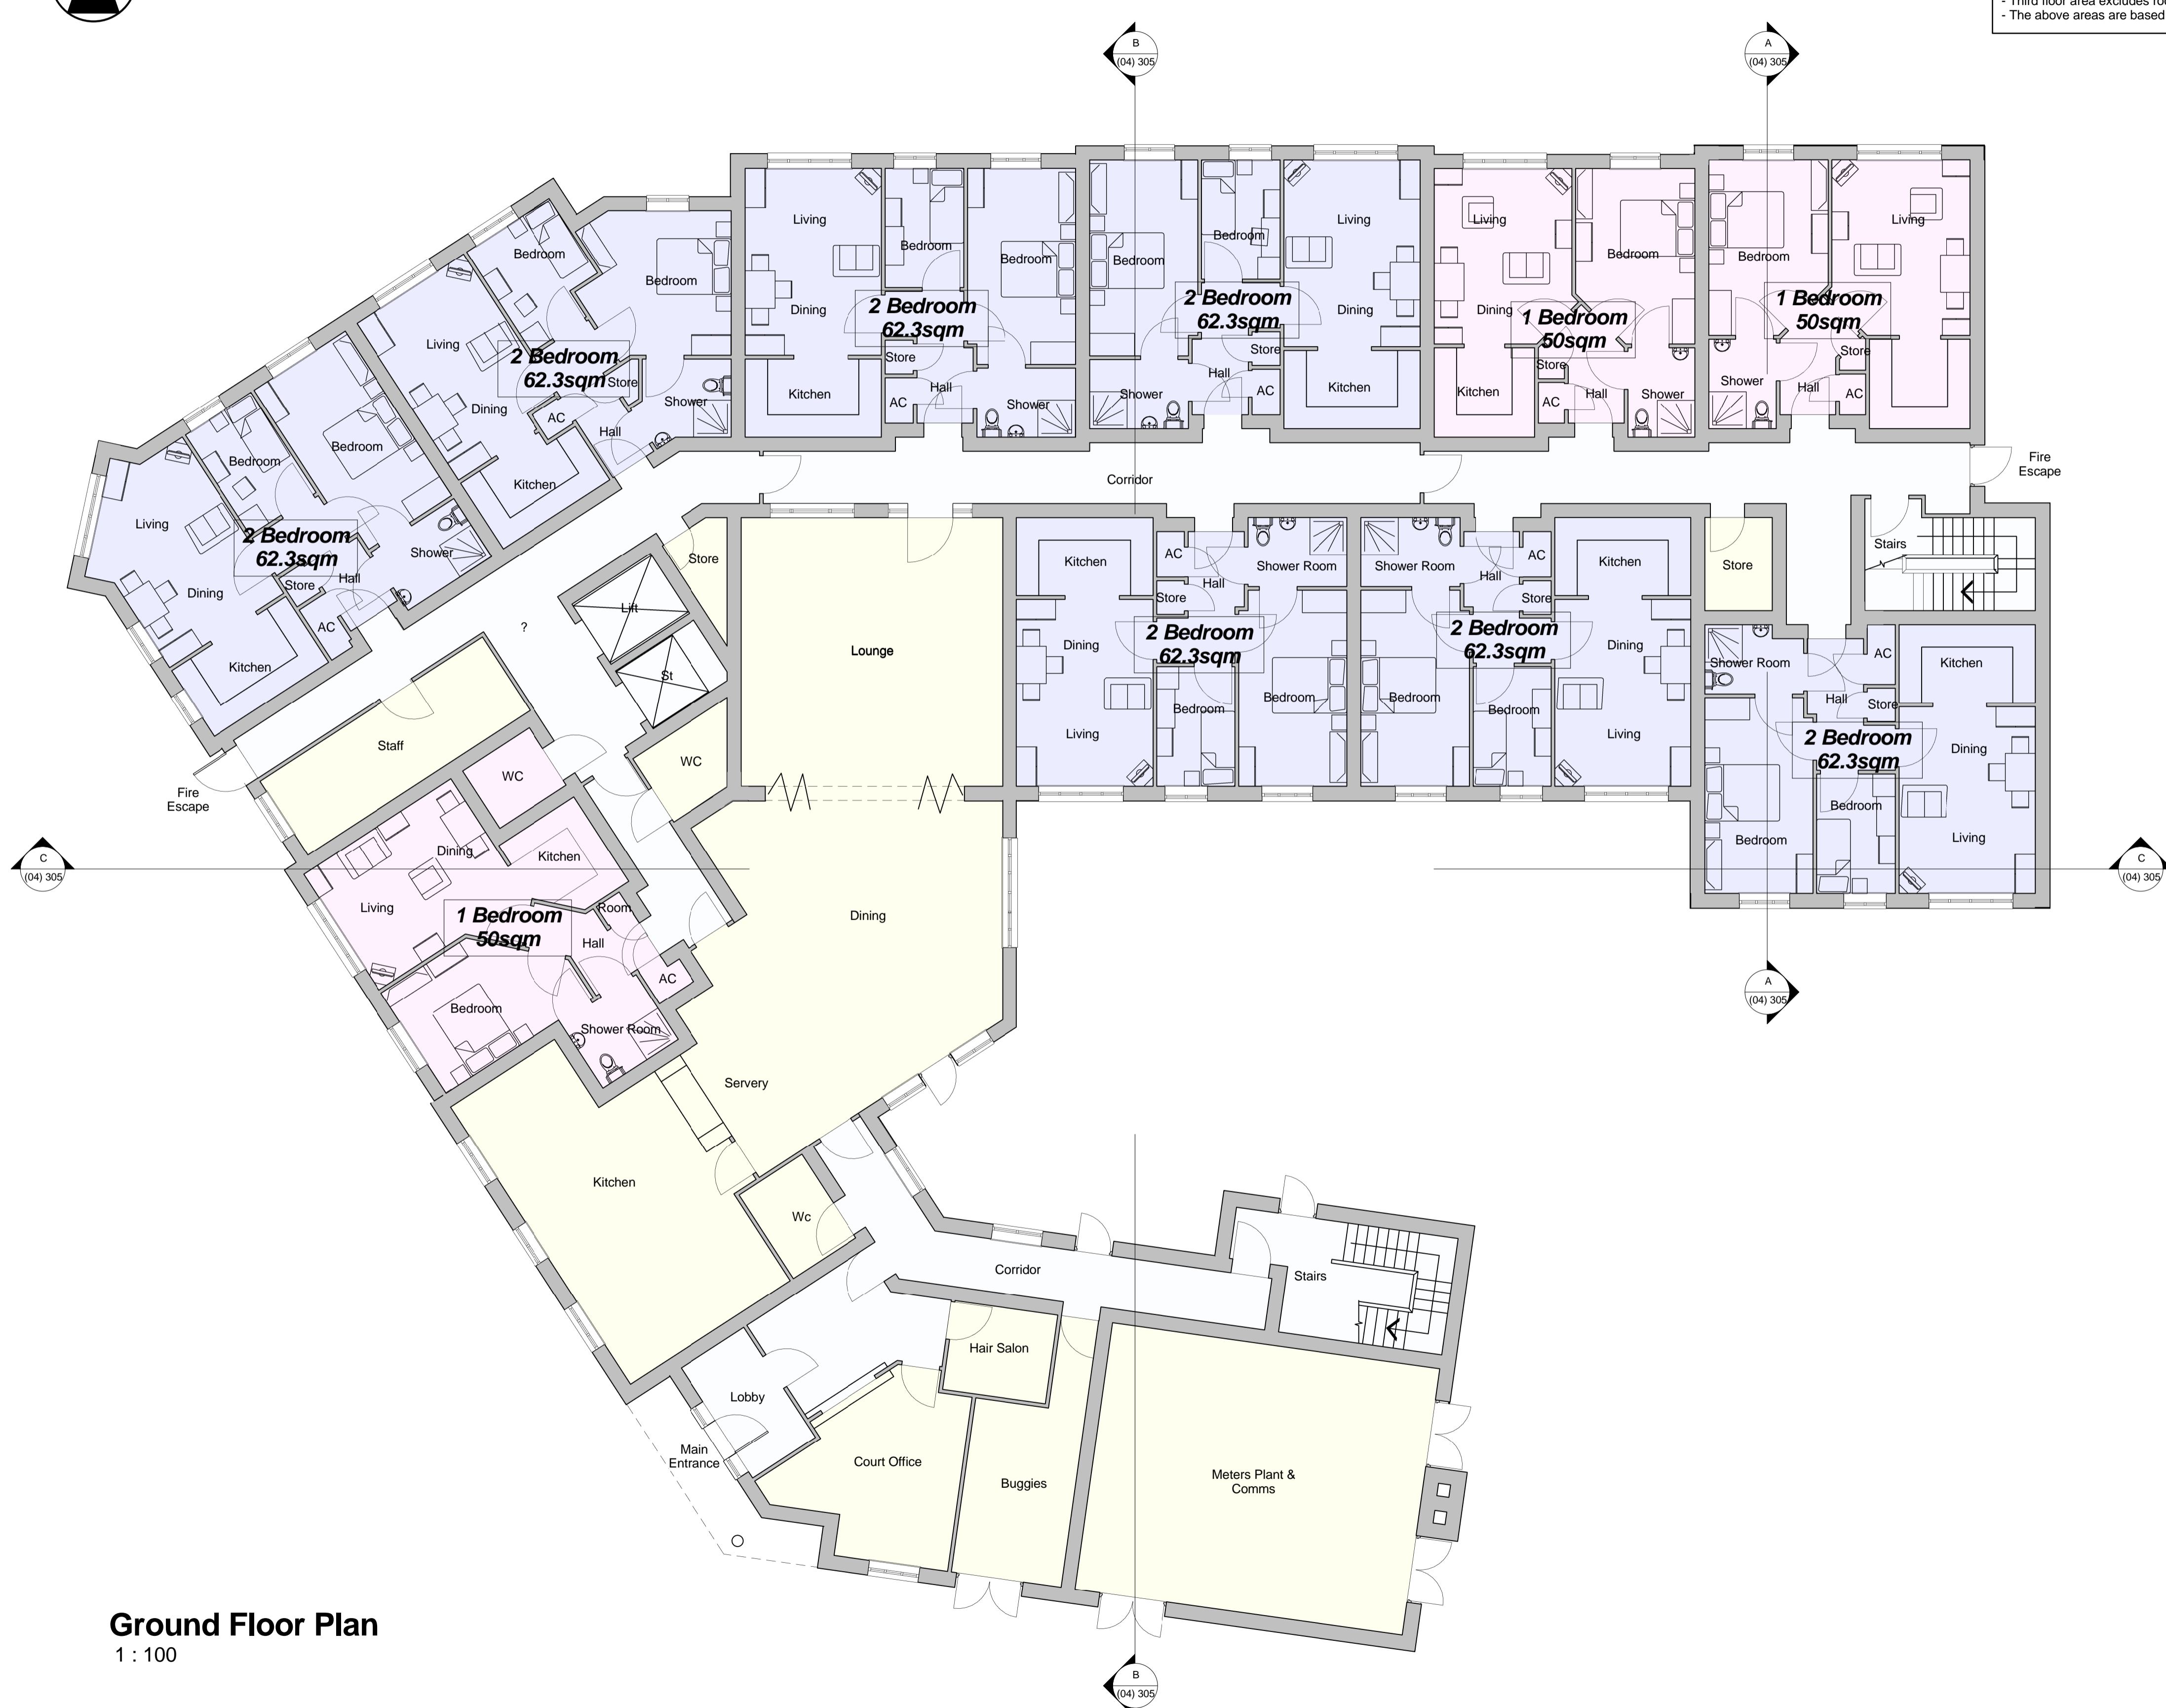 - Third floor area excludes
- The above areas are based
B
(04) 305
A
(04) 305
Living
Bedroom
Bedroom
Dining
2 Bedroom
62.3sqm
Store
Kitchen
AC
Hall
Shower
Bedroom
Bedroom
Living
2 Bedroom
62.3sqm
Dining
Store
Shower
Hall
AC
Kitchen
Living
Bedroom
Dining
1 Bedroom
50sqm
Store
Kitchen
AC
Hall
Shower
Bedroom
Living
1 Bedroom
50sqm
Store
Shower
Hall
AC
Bedroom
Bedroom
Living
2 Bedroom
62.3sqm
Store
Dining
AC
Shower
Hall
Kitchen
Bedroom
Bedroom
Living
2 Bedroom
62.3sqm
Shower
Hall
Store
Dining
AC
Kitchen
Corridor
Fire
Escape
Store
Lift
?
St
Lounge
Kitchen
AC
Shower Room
Hall
Store
Dining
2 Bedroom
62.3sqm
Bedroom
Bedroom
Living
Shower Room
AC
Kitchen
Hall
Store
2 Bedroom
62.3sqm
Dining
Bedroom
Bedroom
Living
Store
Stairs
Shower Room
AC
Kitchen
Hall
Store
2 Bedroom
62.3sqm
Dining
Bedroom
Bedroom
Living
Staff
WC
WC
Fire
Escape
C
(04) 305
C
(04) 305
Dining
Kitchen
Living
1 Bedroom
50sqm
Room
Hall
AC
Bedroom
Shower Room
Dining
A
(04) 305
Servery
Kitchen
Wc
Corridor
Stairs
Hair Salon
Lobby
Main
Entrance
Court Office
Buggies
Meters Plant &
Comms
Ground Floor Plan
1 : 100
B
(04) 305